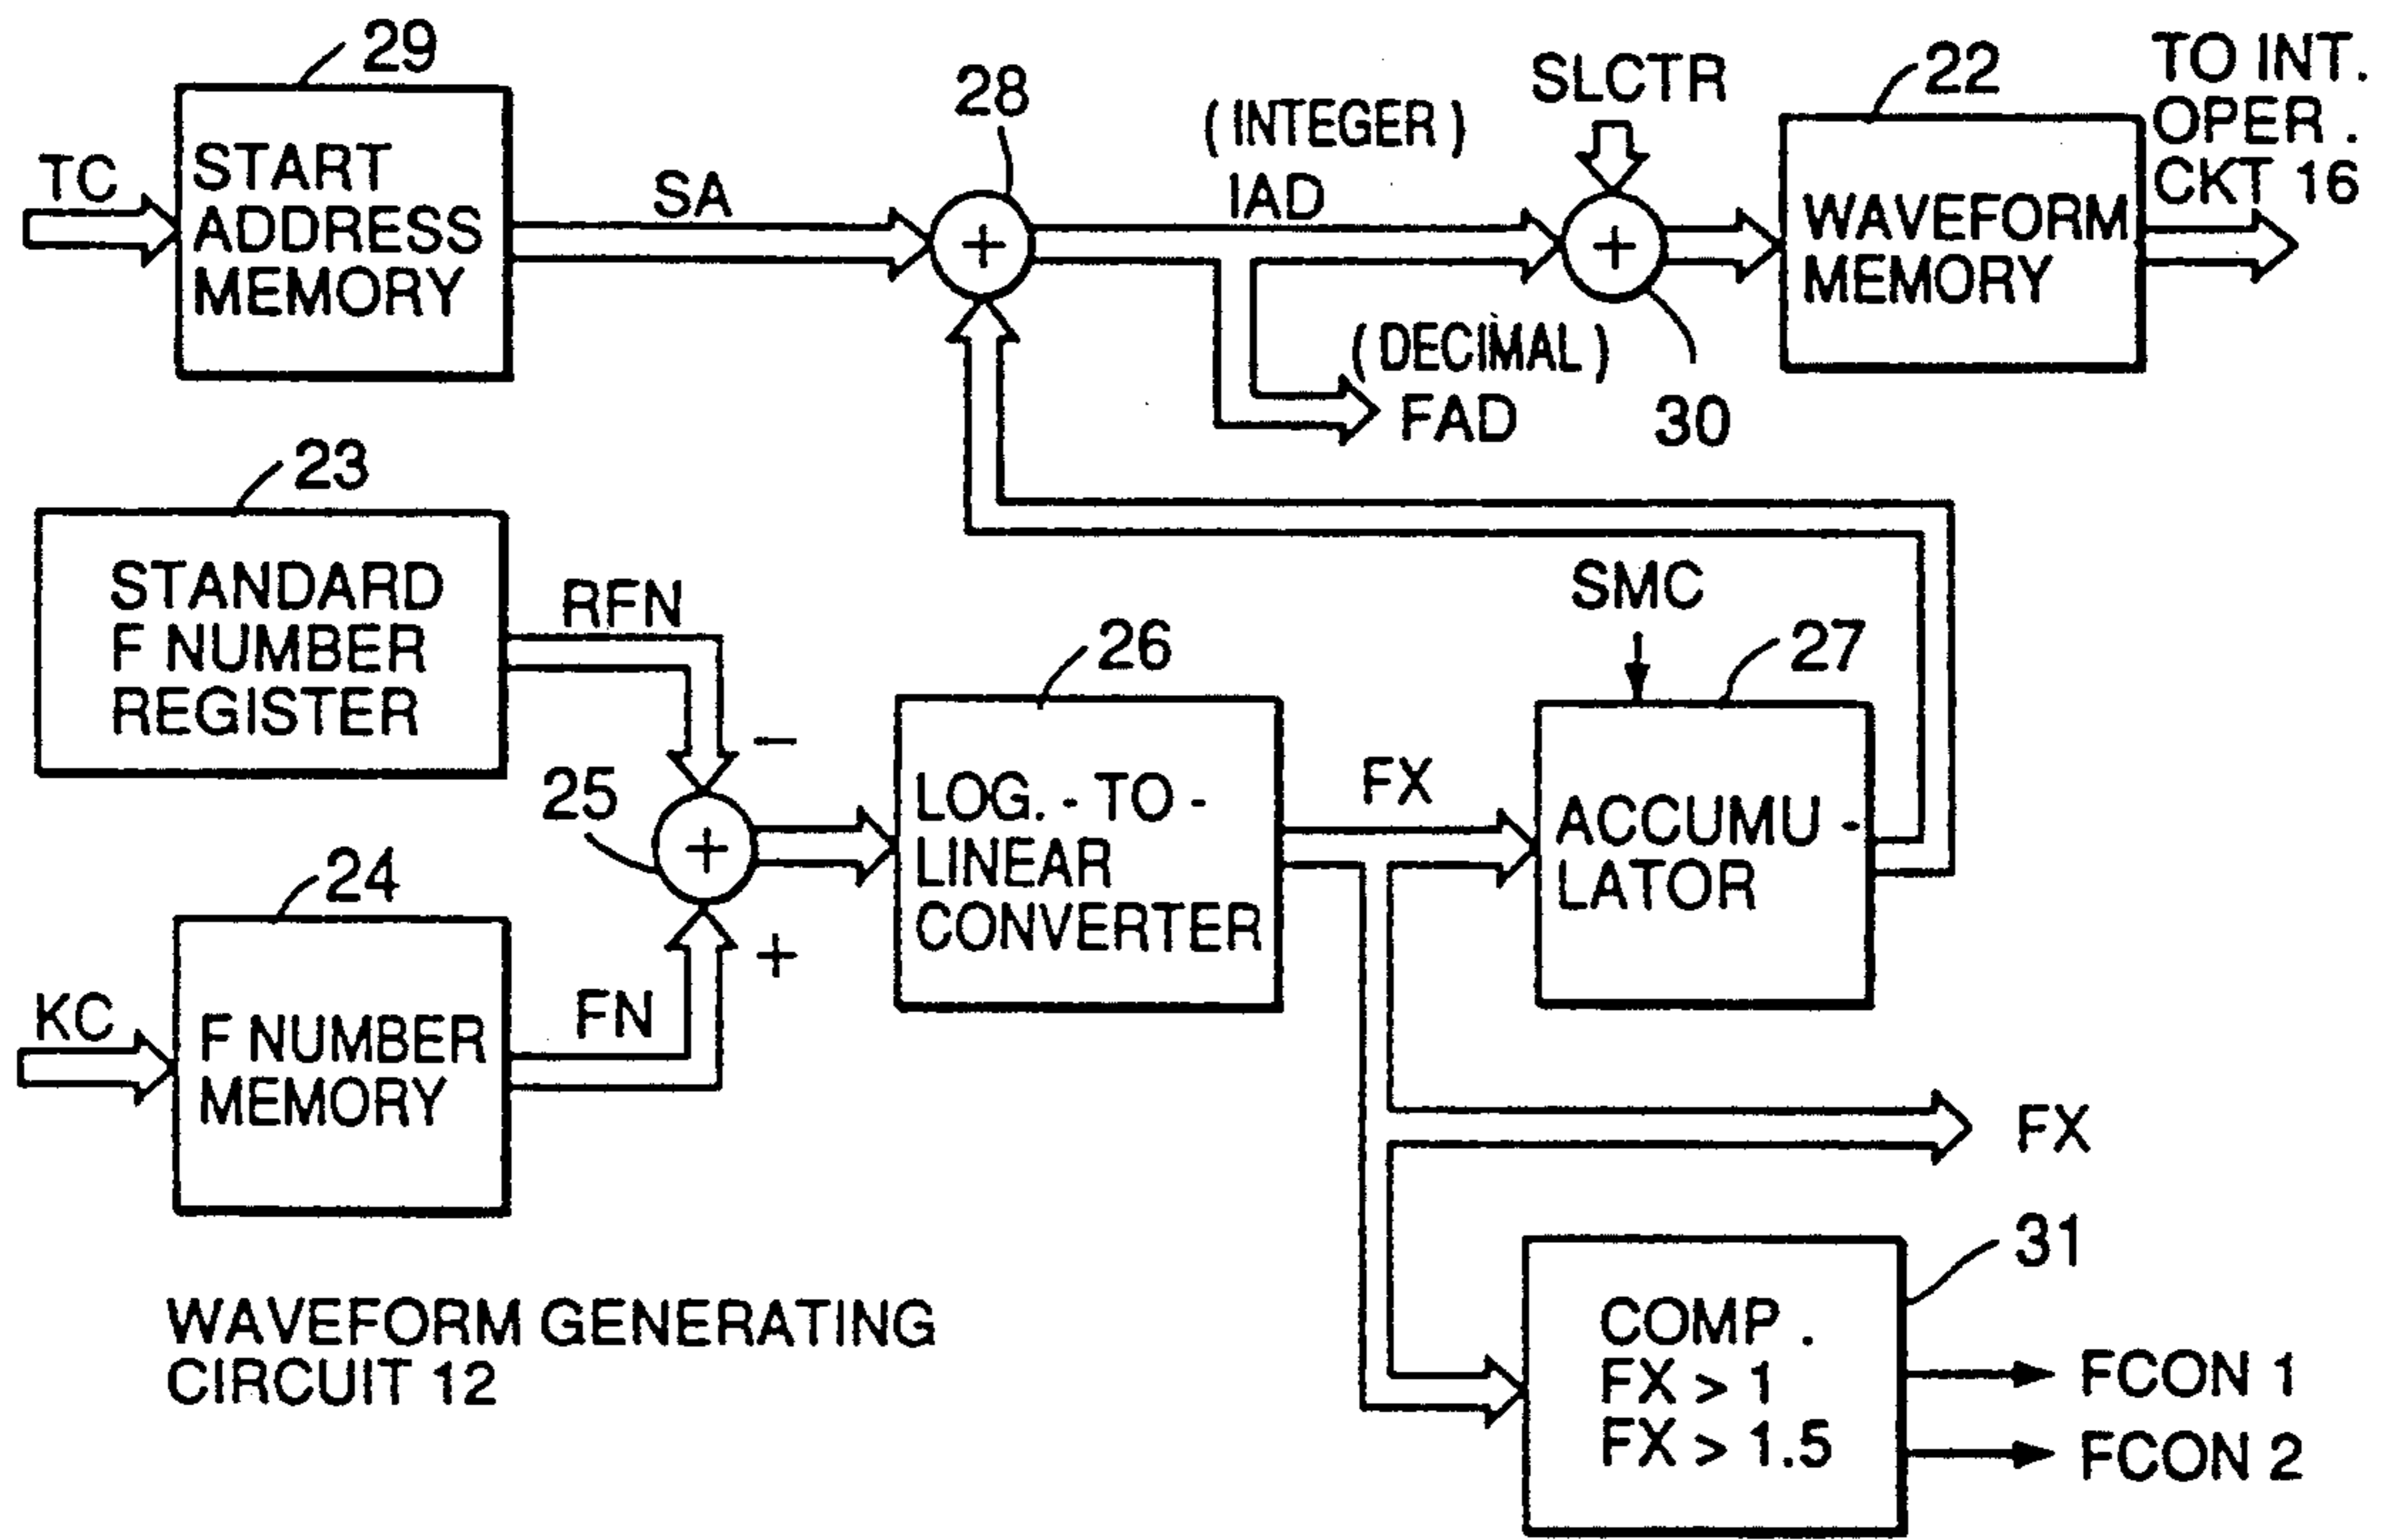 29
TC
START
ADDRESS
MEMORY
SA
28
+
( INTEGER )
IAD
( DECIMAL )
FAD
SLCTR
+
30
22
WAVEFORM
MEMORY
TO INT.
OPER .
CKT 16
23
STANDARD
F NUMBER
REGISTER
RFN
−
25
+
+
24
KC
F NUMBER
MEMORY
FN
26
LOG. - TO -
LINEAR
CONVERTER
FX
SMC
27
ACCUMU -
LATOR
FX
31
COMP .
FX > 1
FX > 1.5
FCON 1
FCON 2
WAVEFORM GENERATING
CIRCUIT 12